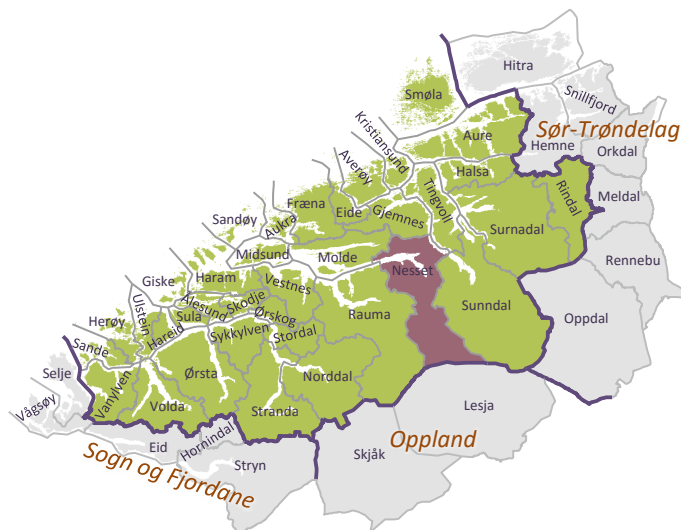 Hitra
Smøla
Snillfjord
Kristiansund
Aure
Sør-Trøndelag
Hemne
Orkdal
Averøy
Halsa
Rindal
Tingvoll
Meldal
Fræna
Eide
Gjemnes
Sandøy
Aukra
Surnadal
Midsund
Molde
Nesset
Rennebu
Giske
Haram
Vestnes
Ulstein
Ålesund
Skodje
Sula
Ørskog
Rauma
Sunndal
Oppdal
Herøy
Hareid
Sykkylven
Stordal
Sande
Selje
Vanylven
Ørsta
Norddal
Vågsøy
Volda
Stranda
Lesja
Eid
Hornindal
Oppland
Skjåk
Stryn
Sogn og Fjordane